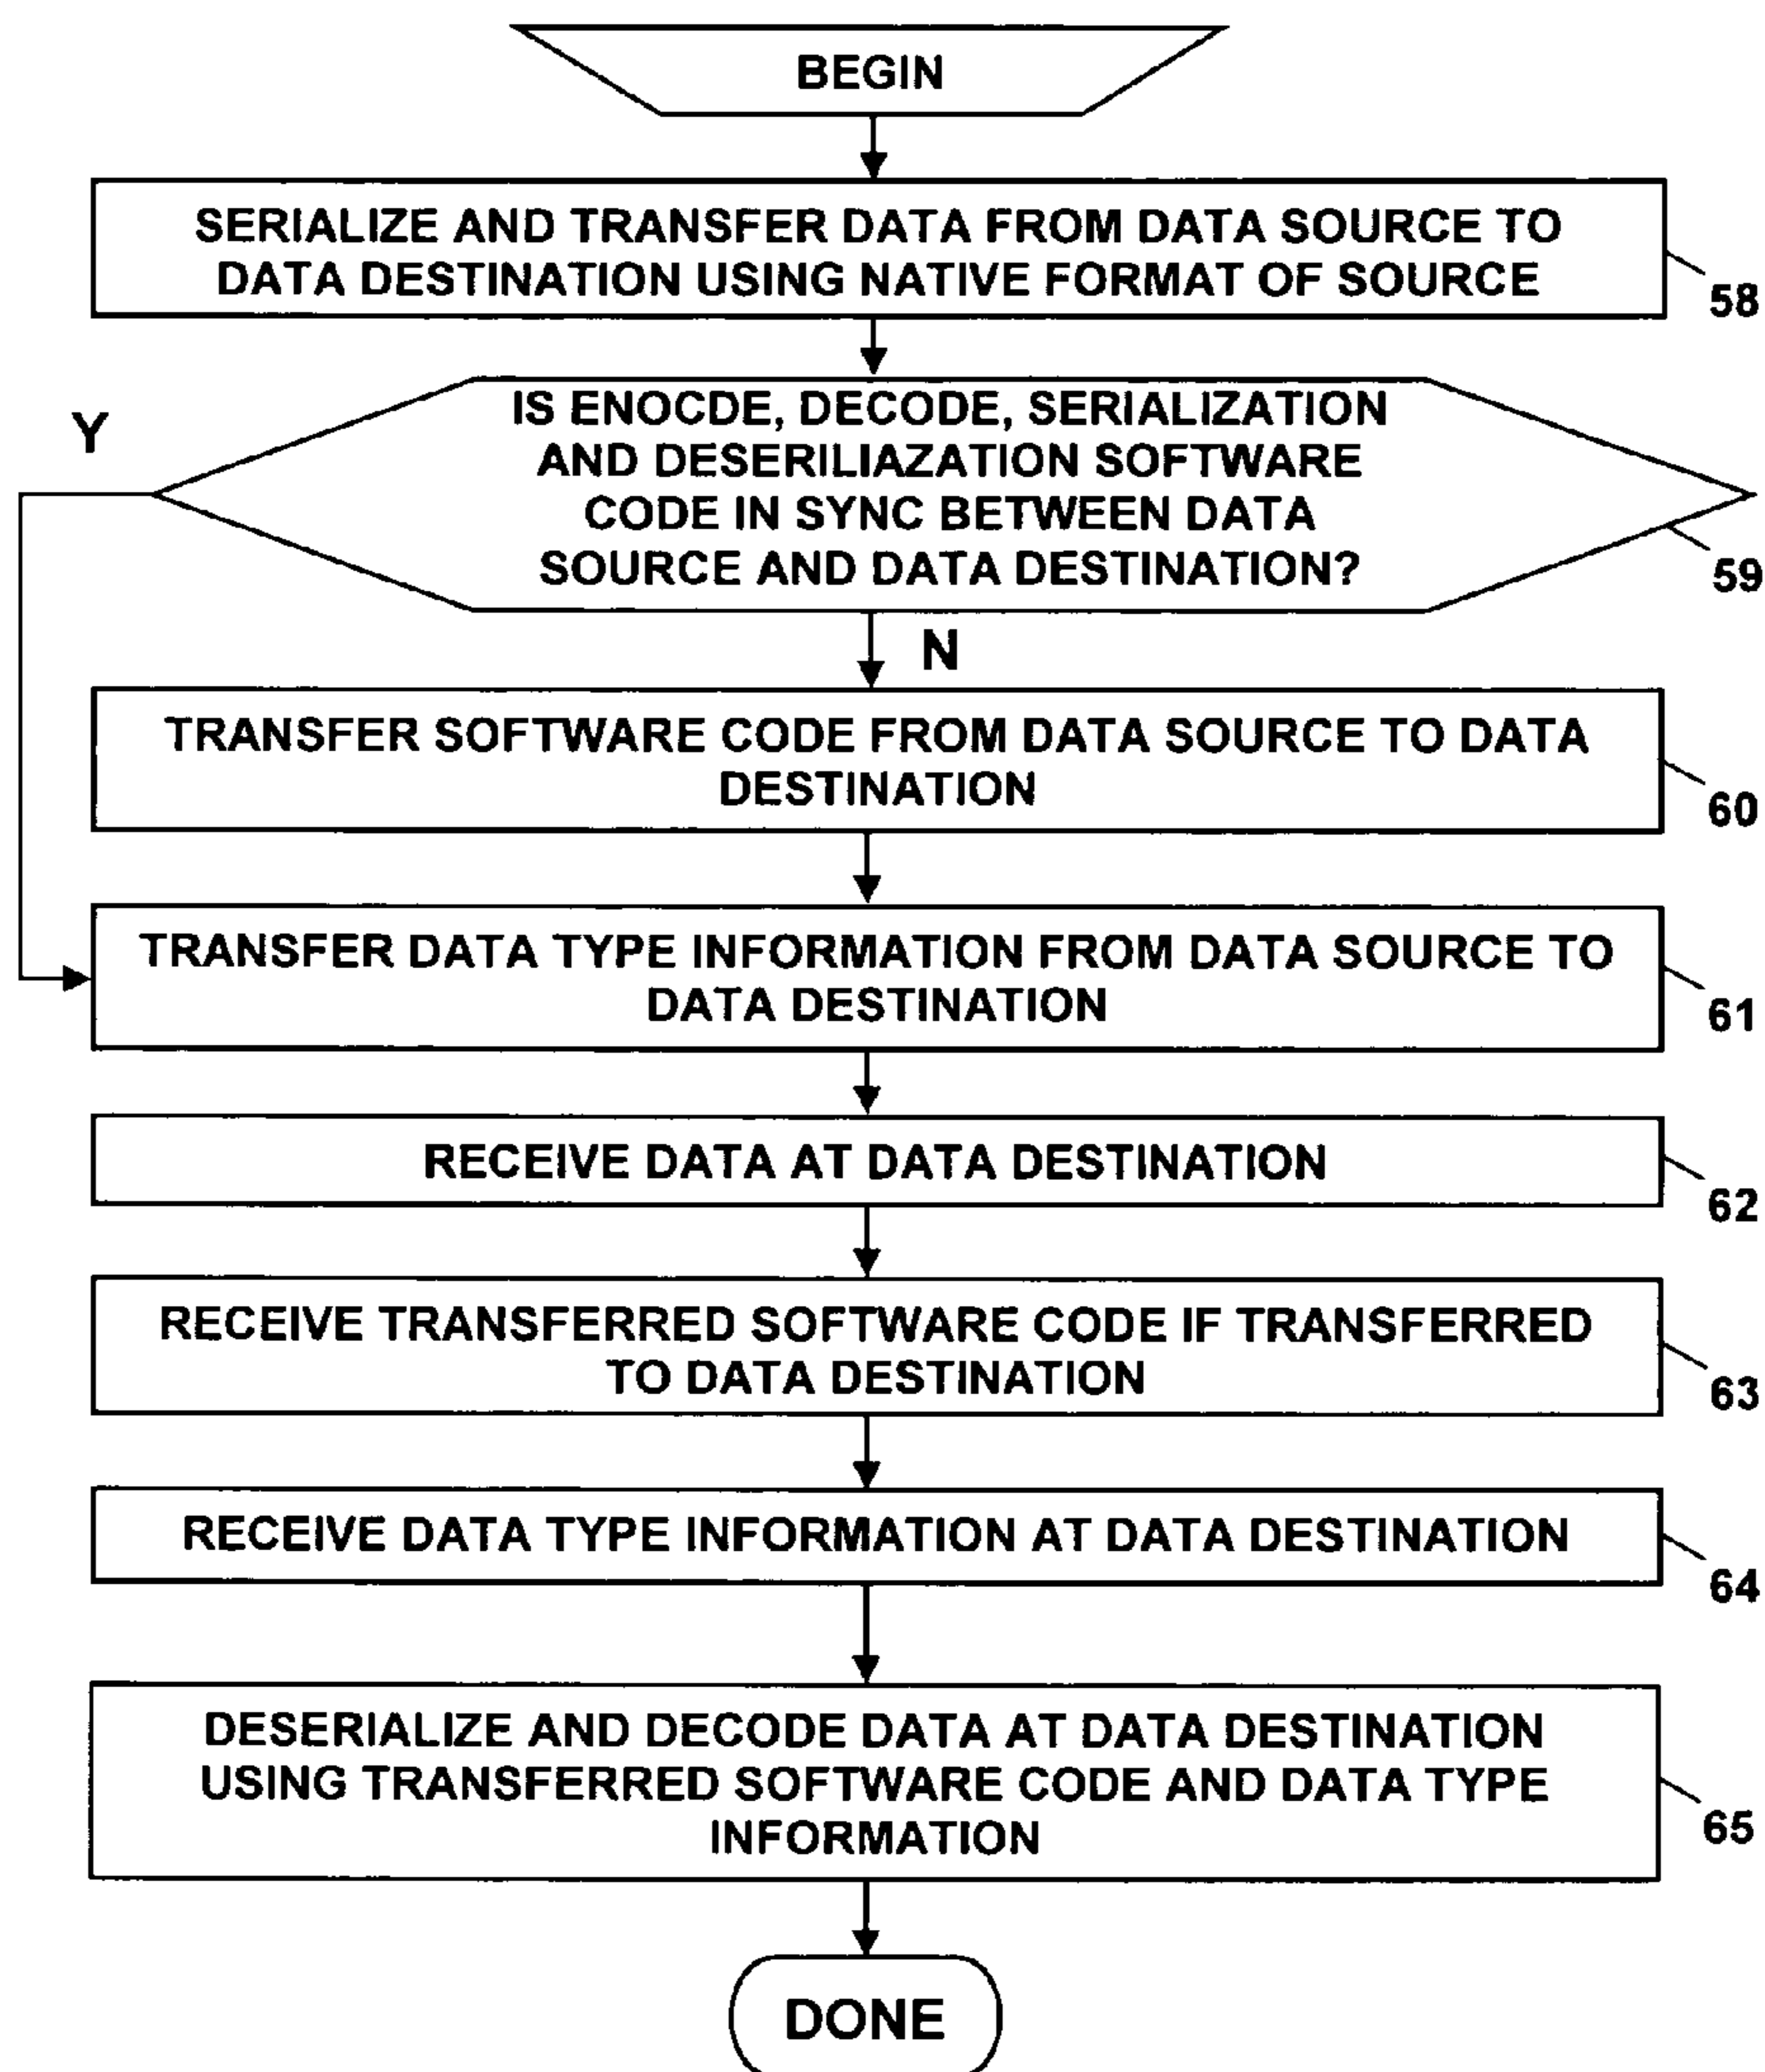 BEGIN
SERIALIZE AND TRANSFER DATA FROM DATA SOURCE TO
DATA DESTINATION USING NATIVE FORMAT OF SOURCE
58
IS ENOCDE, DECODE, SERIALIZATION
AND DESERILIAZATION SOFTWARE
CODE IN SYNC BETWEEN DATA
SOURCE AND DATA DESTINATION?
59
Y
N
TRANSFER SOFTWARE CODE FROM DATA SOURCE TO DATA
DESTINATION
60
TRANSFER DATA TYPE INFORMATION FROM DATA SOURCE TO
DATA DESTINATION
61
RECEIVE DATA AT DATA DESTINATION
62
RECEIVE TRANSFERRED SOFTWARE CODE IF TRANSFERRED
TO DATA DESTINATION
63
RECEIVE DATA TYPE INFORMATION AT DATA DESTINATION
64
DESERIALIZE AND DECODE DATA AT DATA DESTINATION
USING TRANSFERRED SOFTWARE CODE AND DATA TYPE
INFORMATION
65
DONE